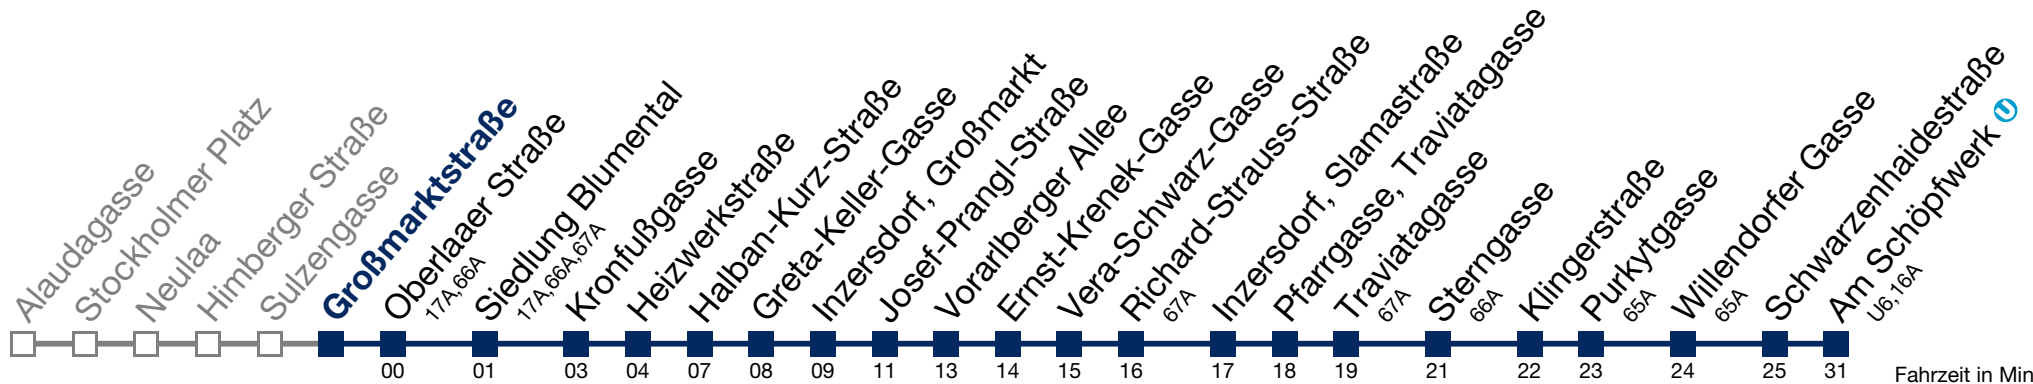 Alaudagasse
Stockholmer Platz
Neulaa
Himberger Straße
Sulzengasse
Großmarktstraße
Oberlaaer Straße
17A,66A
Siedlung Blumental
17A,66A,67A
Kronfußgasse
Heizwerkstraße
Halban-Kurz-Straße
Greta-Keller-Gasse
Inzersdorf, Großmarkt
Josef-Prangl-Straße
Vorarlberger Allee
Ernst-Krenek-Gasse
Vera-Schwarz-Gasse
Richard-Strauss-Straße
67A
Inzersdorf, Slamastraße
Pfarrgasse, Traviatagasse
Traviatagasse
67A
Sterngasse
66A
Klingerstraße
Purkytgasse
65A
Willendorfer Gasse
65A
Schwarzenhaidestraße
Am Schöpfwerk U
U6,16A
00 01 03 04 07 08 09 11 13 14 15 16 17 18 19 21 22 23 24 25 31 Fahrzeit in Min